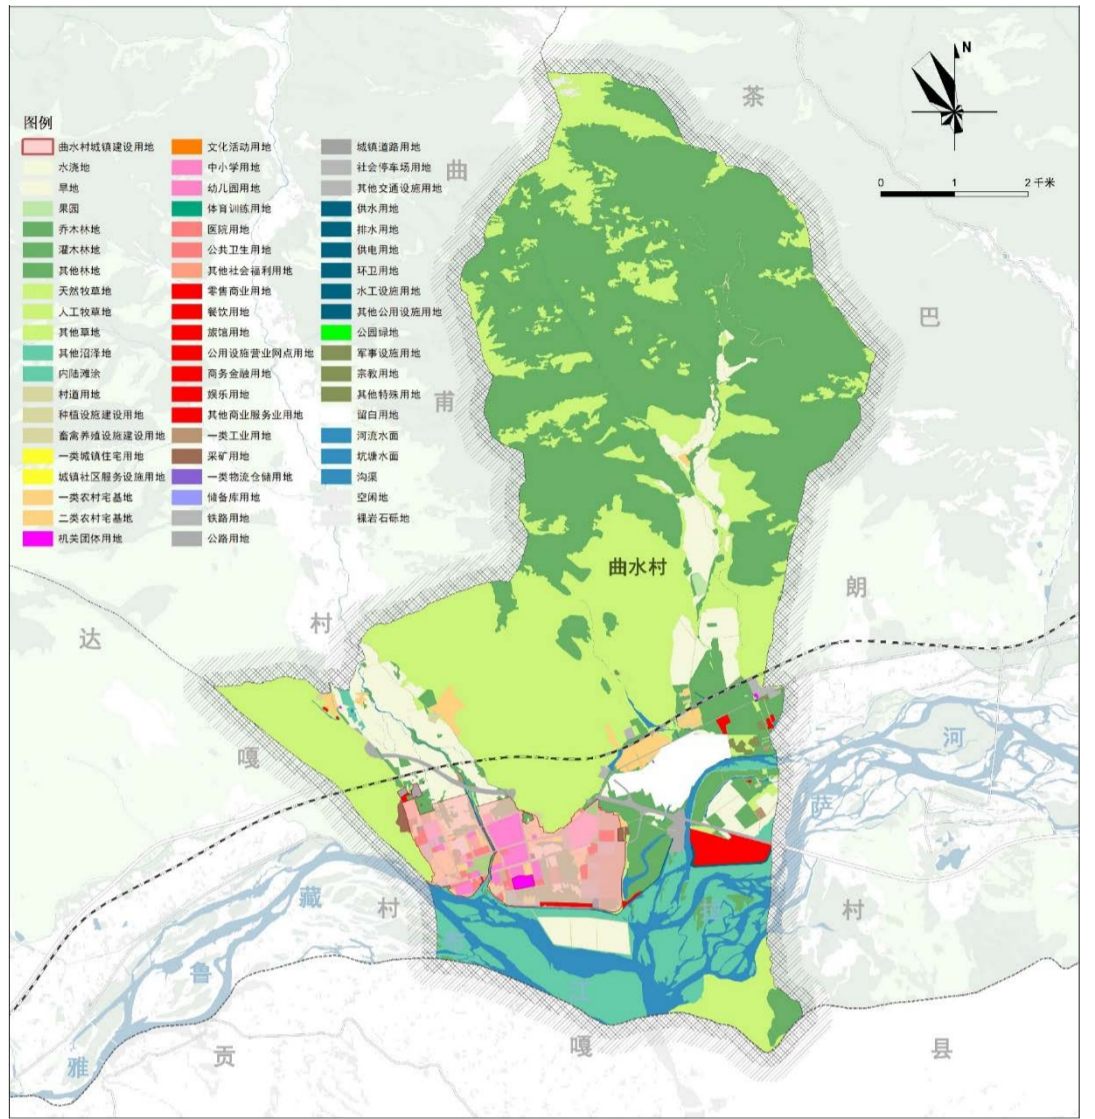 N
0 1 2 千米
图例
曲水村城镇建设用地
水浇地
旱地
果园
乔木林地
灌木林地
其他林地
天然牧草地
人工牧草地
其他草地
其他沼泽地
内陆滩涂
村道用地
种植设施建设用地
畜禽养殖设施建设用地
一类城镇住宅用地
城镇社区服务设施用地
一类农村宅基地
二类农村宅基地
机关团体用地
文化活动用地
中小学用地
幼儿园用地
体育训练用地
医院用地
公共卫生用地
其他社会福利用地
零售商业用地
餐饮用地
旅馆用地
公用设施营业网点用地
商务金融用地
娱乐用地
其他商业服务业用地
一类工业用地
采矿用地
一类物流仓储用地
储备库用地
铁路用地
公路用地
城镇道路用地
社会停车场用地
其他交通设施用地
供水用地
排水用地
供电用地
环卫用地
水工设施用地
其他公用设施用地
公园绿地
军事设施用地
宗教用地
其他特殊用地
留白用地
河流水面
坑塘水面
沟渠
空闲地
裸岩石砾地
茶
巴
朗
村
曲
甫
村
达
嘎
村
曲水村
河
萨
江
藏
鲁
雅
贡
嘎
县